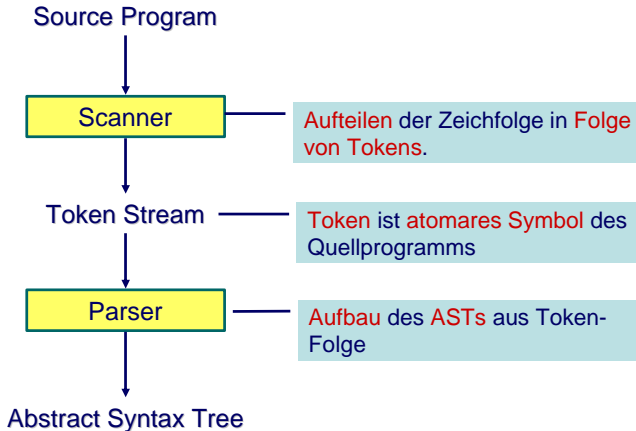 Source Program
Scanner
Aufteilen der Zeichfolge in Folge
von Tokens.
Token Stream
Token ist atomares Symbol des
Quellprogramms
Parser
Aufbau des ASTs aus Token-
Folge
Abstract Syntax Tree